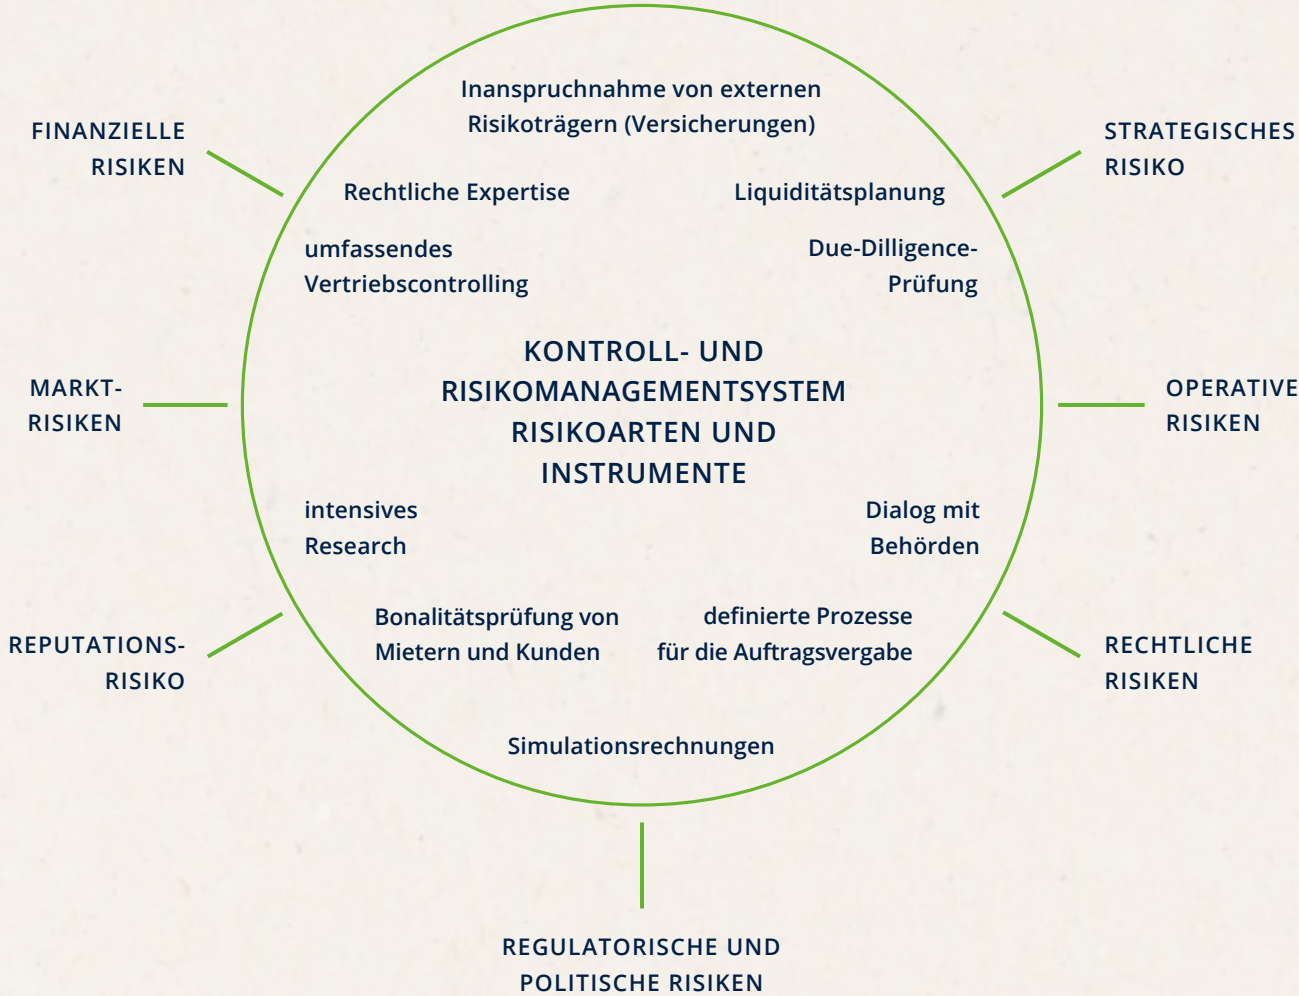 Inanspruchnahme von externen
Risikoträgern (Versicherungen)
FINANZIELLE
RISIKEN
STRATEGISCHES
RISIKO
Rechtliche Expertise
Liquiditätsplanung
umfassendes
Vertriebscontrolling
Due-Dilligence-
Prüfung
KONTROLL- UND
RISIKOMANAGEMENTSYSTEM
RISIKOARTEN UND
INSTRUMENTE
MARKT-
RISIKEN
OPERATIVE
RISIKEN
intensives
Research
Dialog mit
Behörden
Bonalitätsprüfung von
Mietern und Kunden
definierte Prozesse
für die Auftragsvergabe
REPUTATIONS-
RISIKO
RECHTLICHE
RISIKEN
Simulationsrechnungen
REGULATORISCHE UND
POLITISCHE RISIKEN